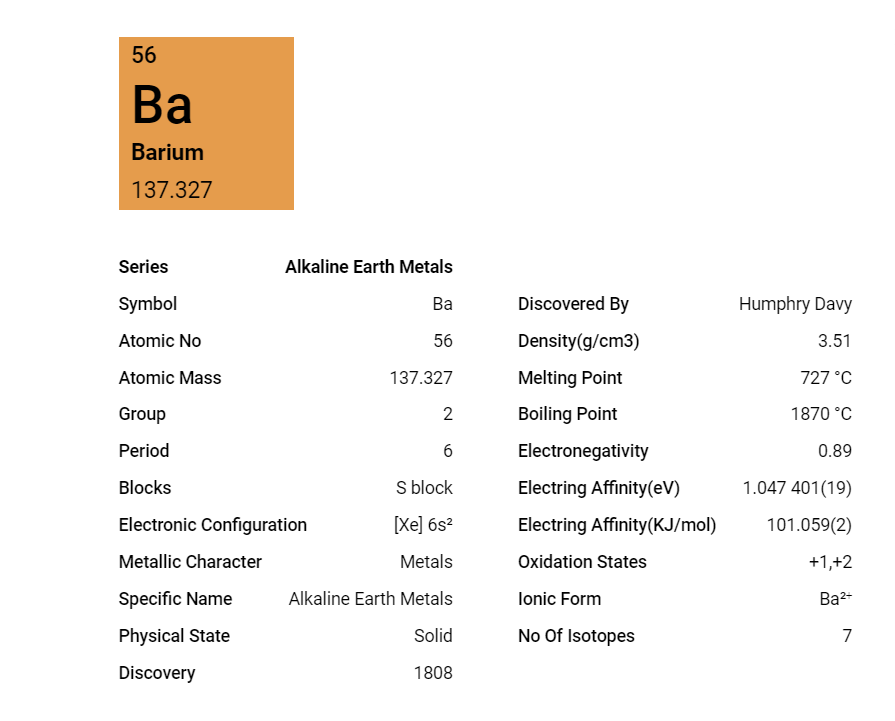 56
Ba
Barium
137.327
Series Alkaline Earth Metals
Symbol Ba Discovered By Humphry Davy
Atomic No 56 Density(g/cm3) 3.51
Atomic Mass 137.327 Melting Point 727 °C
Group 2 Boiling Point 1870 °C
Period 6 Electronegativity 0.89
Blocks S block Electring Affinity(eV) 1.047 401(19)
Electronic Configuration [Xe] 6s² Electring Affinity(KJ/mol) 101.059(2)
Metallic Character Metals Oxidation States +1,+2
Specific Name Alkaline Earth Metals Ionic Form Ba²⁺
Physical State Solid No Of Isotopes 7
Discovery 1808